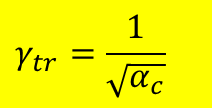 γ_tr = 1/√α_c